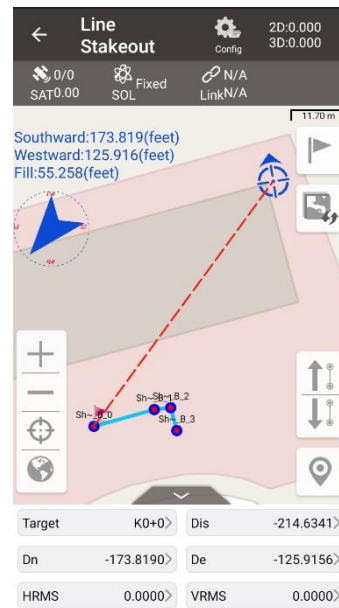 Line
Stakeout
Config
2D:0.000
3D:0.000
0/0
SAT0.00
Fixed
SOL
N/A
LinkN/A
11.70 m
Southward:173.819(feet)
Westward:125.916(feet)
Fill:55.258(feet)
Sh~_B_0
Sh~_B_1
B_2
Sh~_B_3
Target K0+0 Dis -214.6341
Dn -173.8190 De -125.9156
HRMS 0.0000 VRMS 0.0000